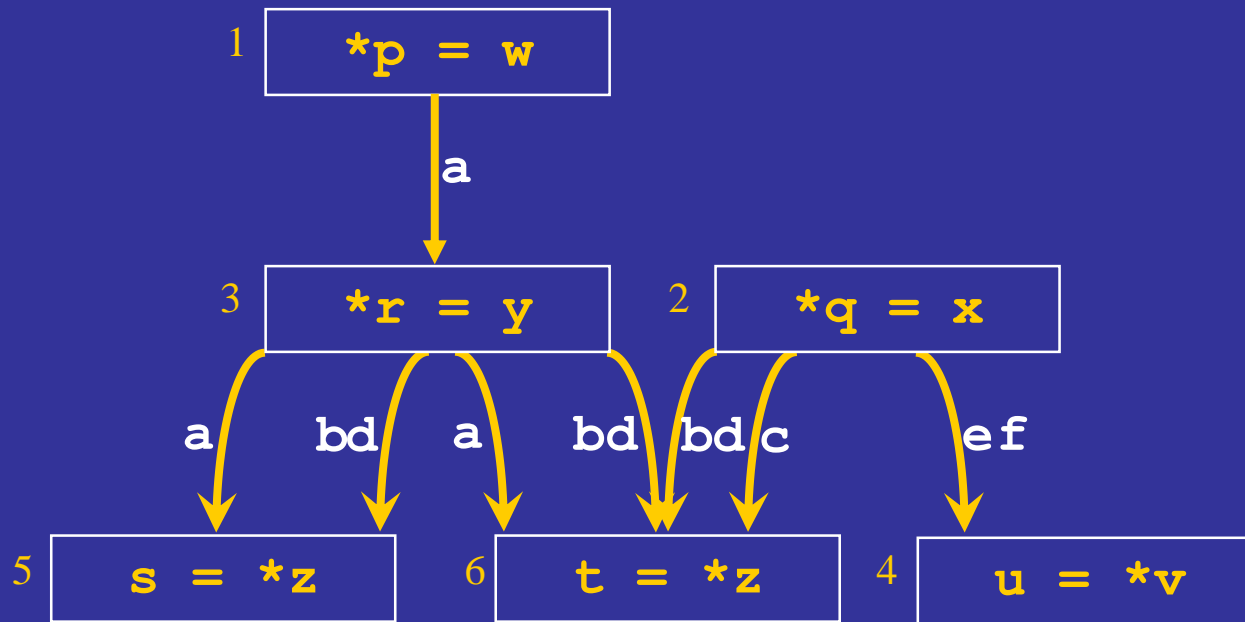 1 *p = w
a
3 *r = y 2 *q = x
a bd a bd bd c ef
5 s = *z 6 t = *z 4 u = *v